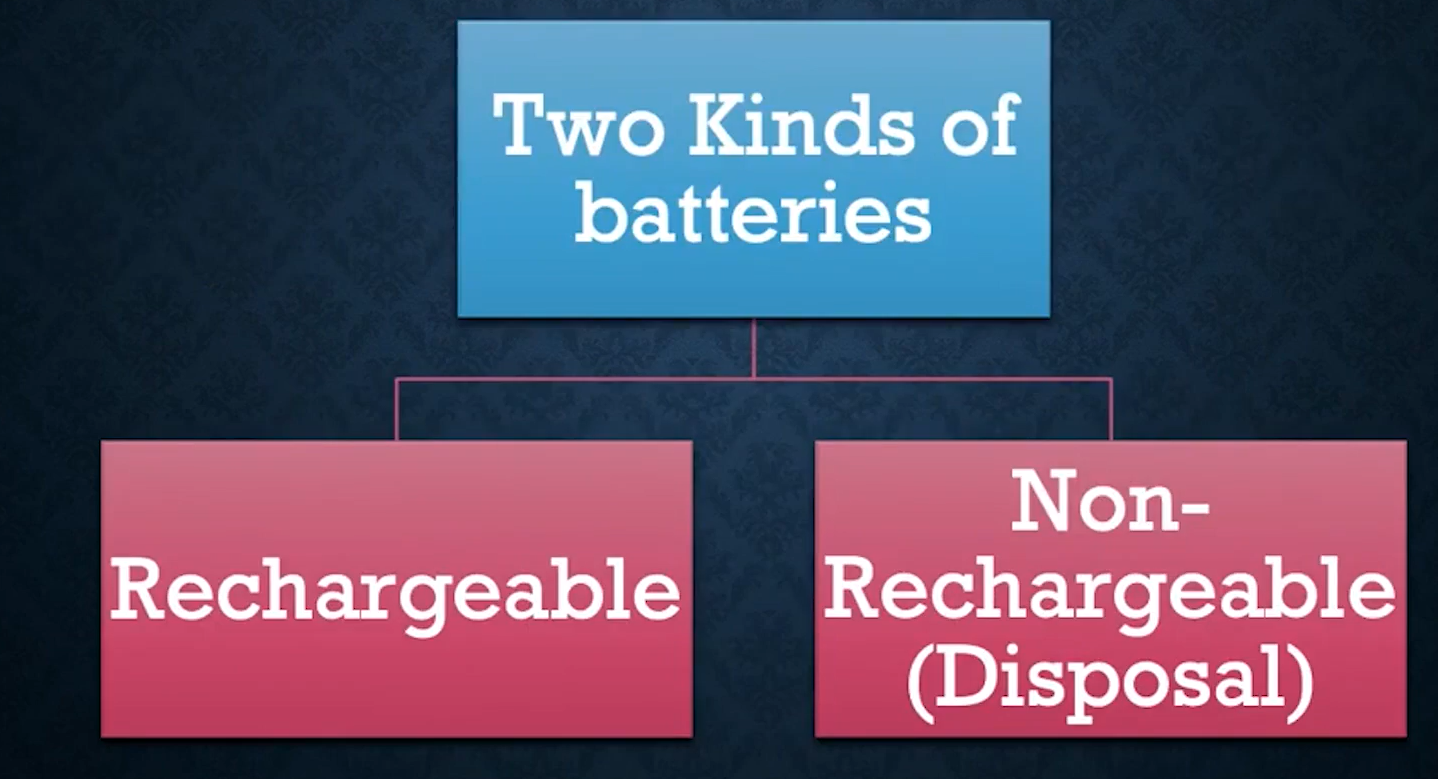 Two Kinds of
batteries
Rechargeable
Non-
Rechargeable
(Disposal)